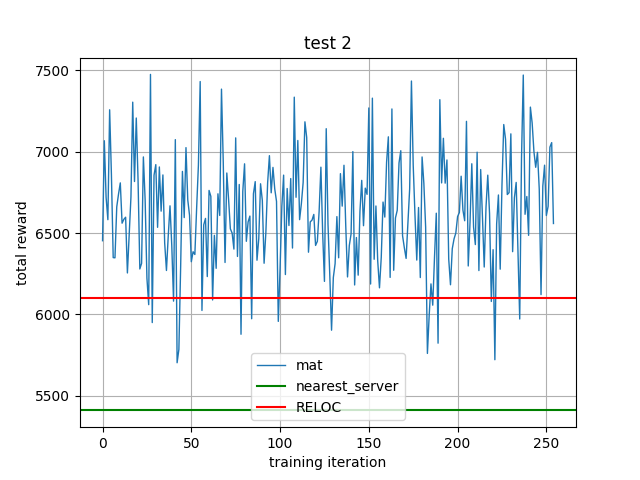 test 2
total reward
7500
7000
6500
6000
5500
mat
nearest_server
RELOC
0 50 100 150 200 250
training iteration